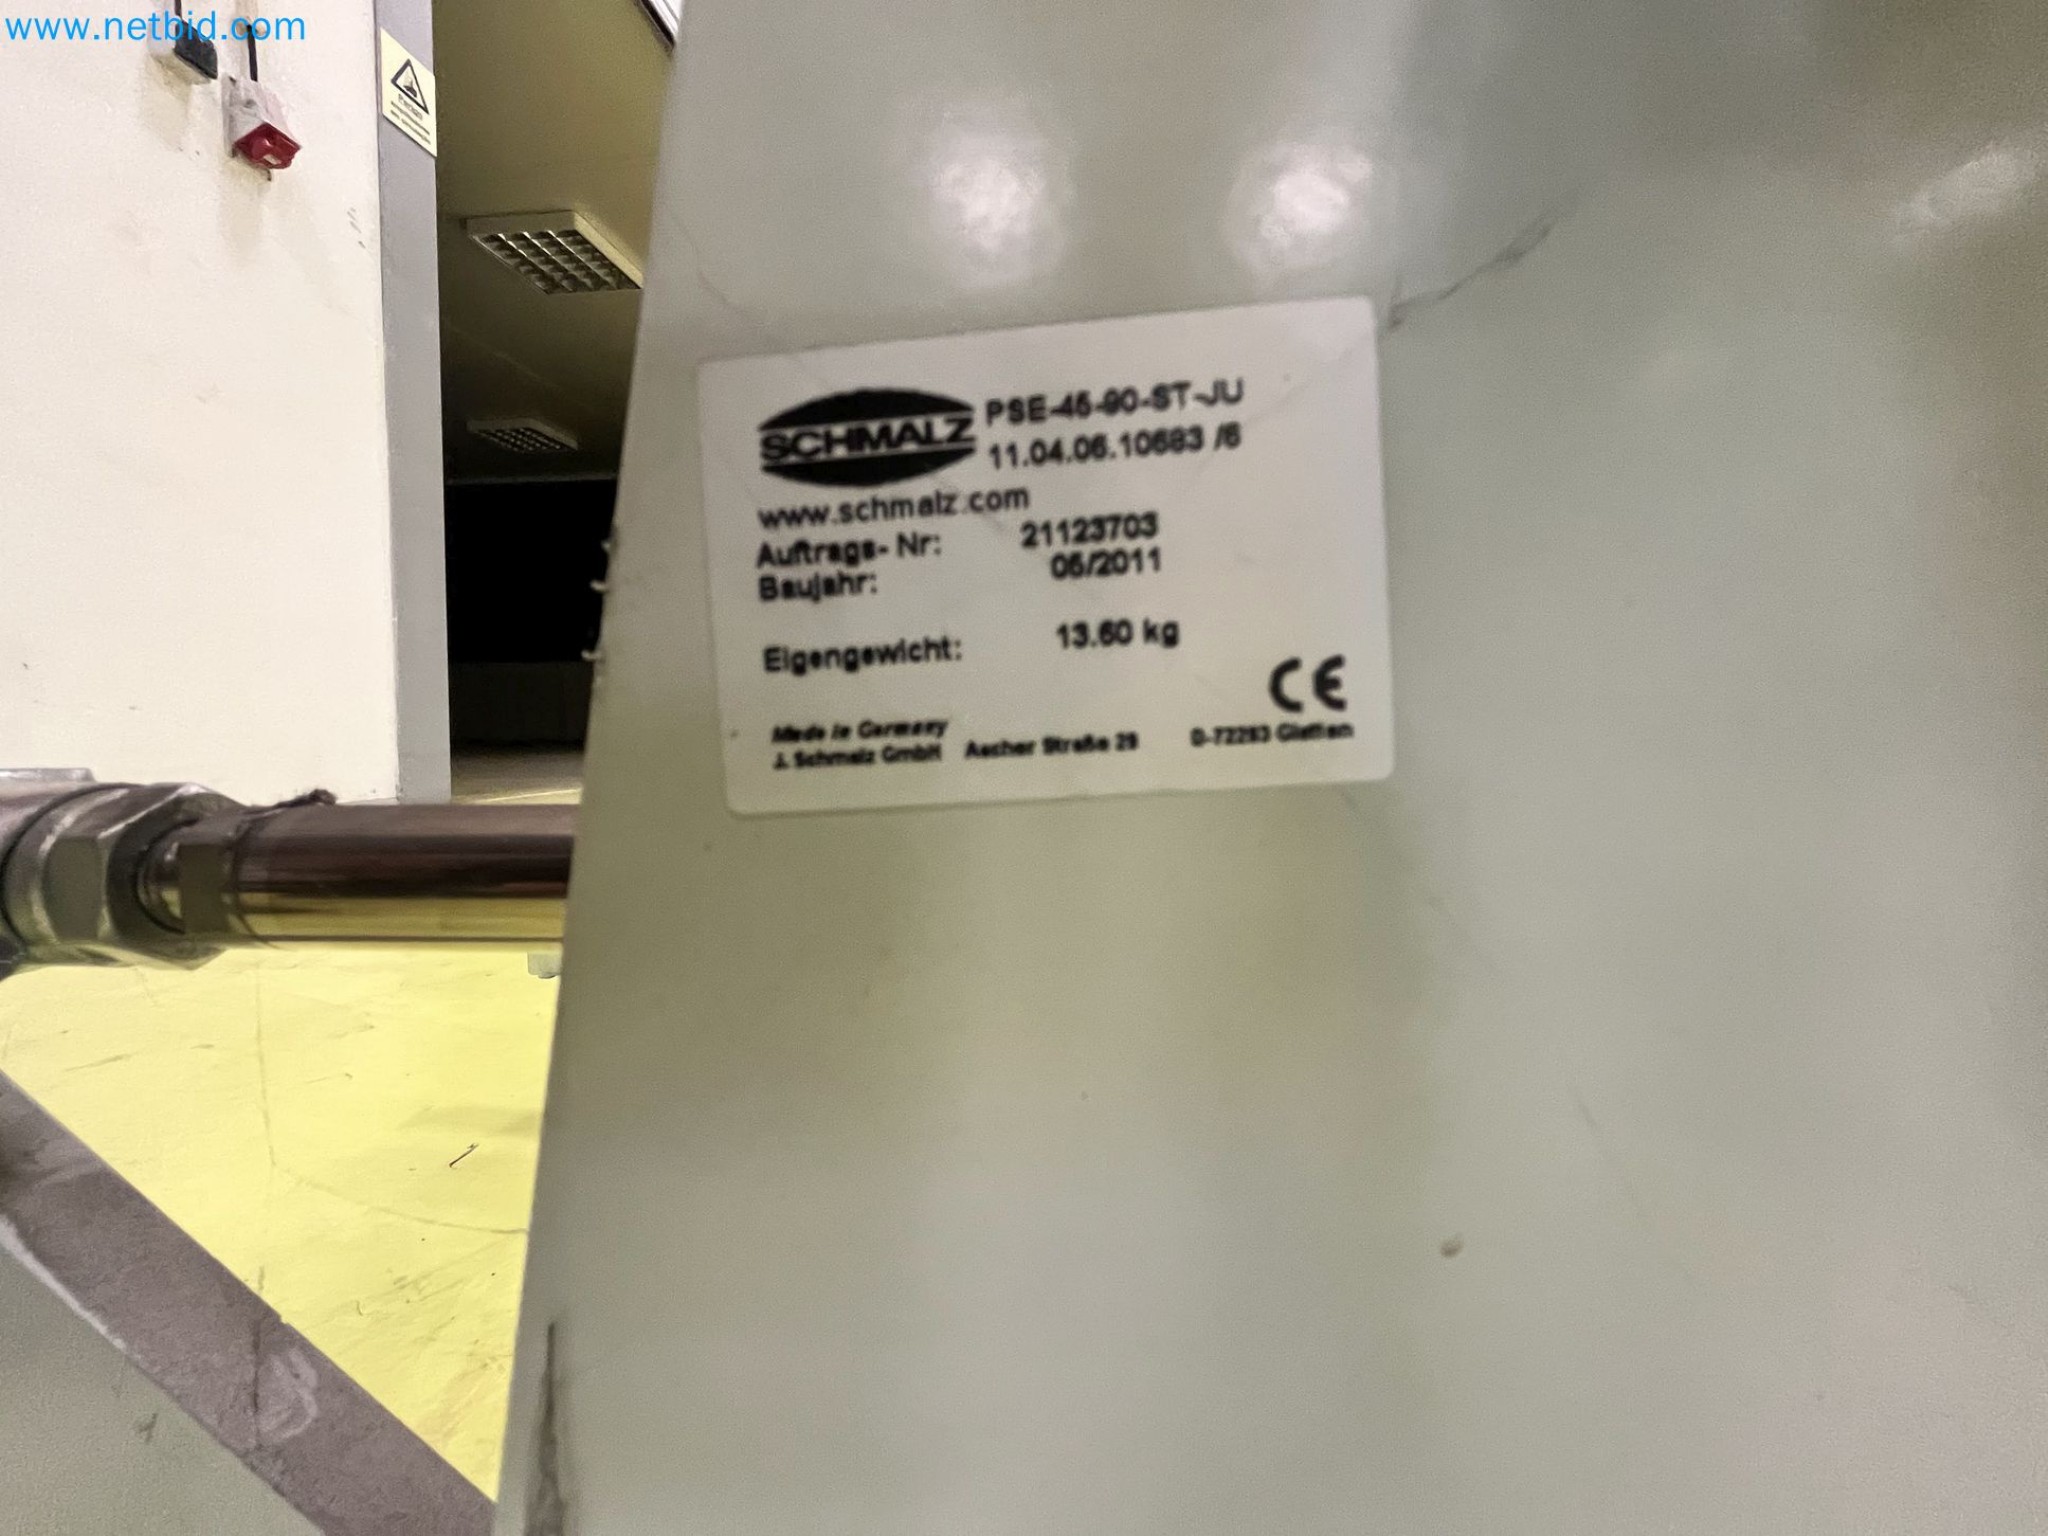 www.netbid.com
SCHMALZ
PSE-45-90-ST-JU
11.04.06.10683 /6
www.schmalz.com
Auftrags- Nr: 21123703
Baujahr: 05/2011
Eigengewicht: 13.60 kg
CE
Made in Germany
J. Schmalz GmbH Aacher Straße 29 D-72293 Glatten